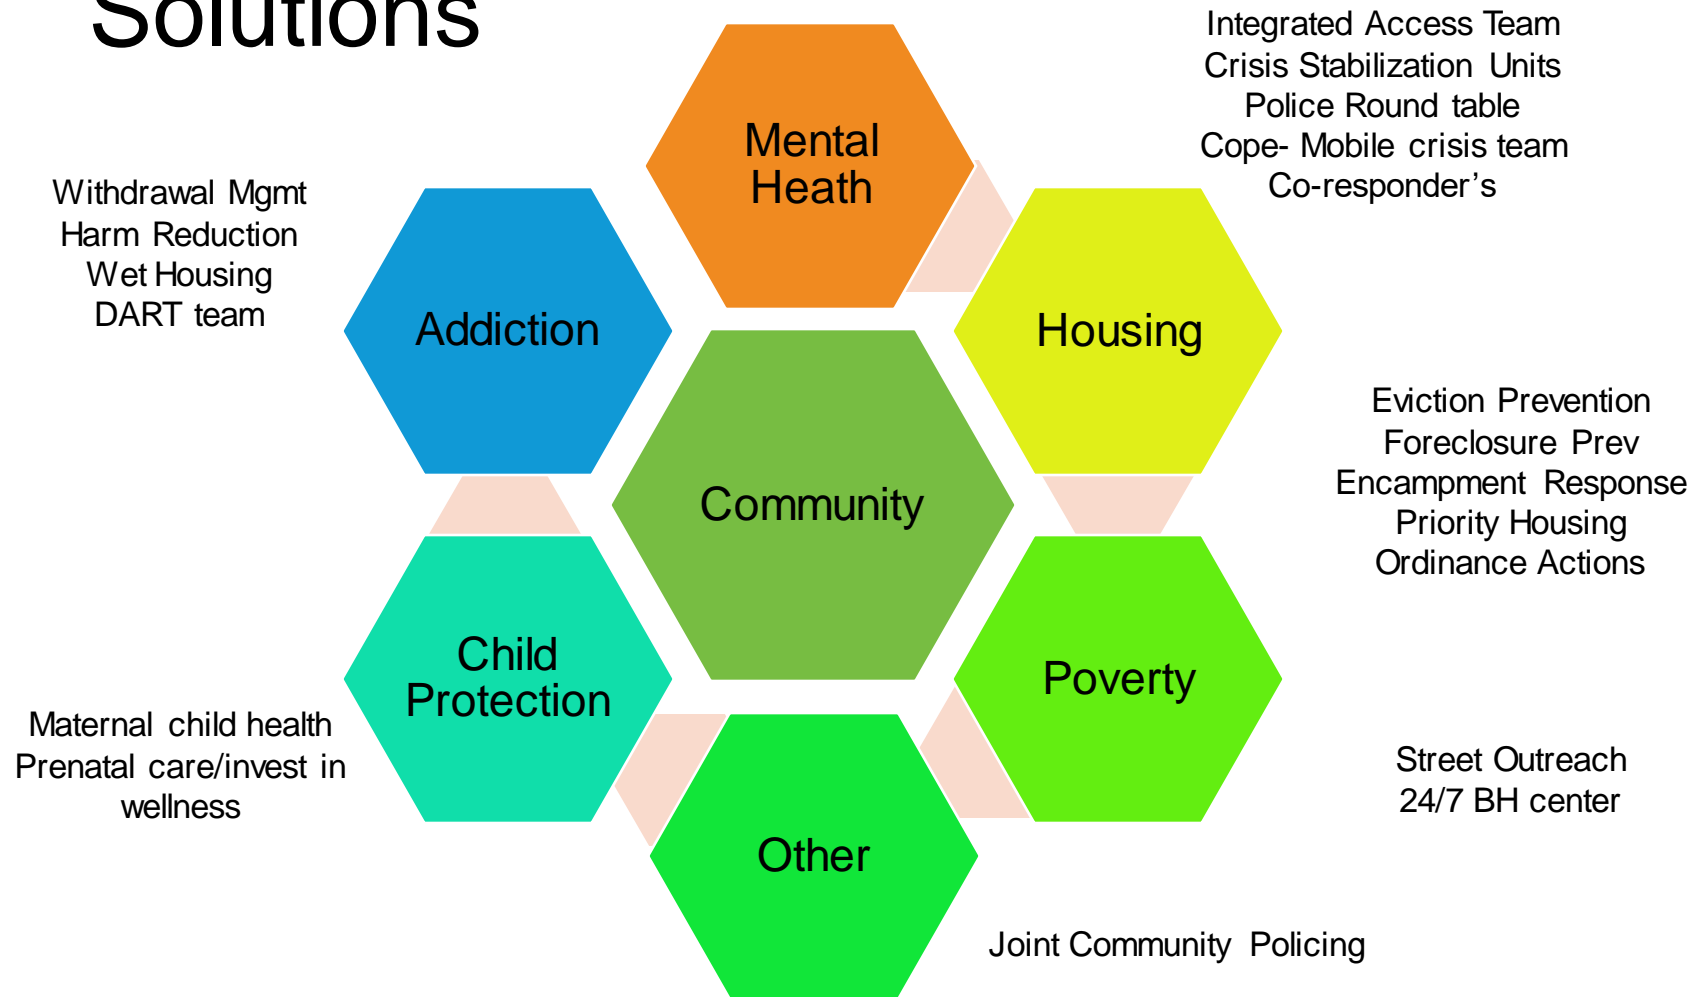 Solutions
Integrated Access Team
Crisis Stabilization Units
Police Round table
Cope- Mobile crisis team
Co-responder’s
Mental
Heath
Withdrawal Mgmt
Harm Reduction
Wet Housing
DART team
Addiction
Housing
Eviction Prevention
Foreclosure Prev
Encampment Response
Priority Housing
Ordinance Actions
Community
Child
Protection
Poverty
Maternal child health
Prenatal care/invest in
wellness
Street Outreach
24/7 BH center
Other
Joint Community Policing